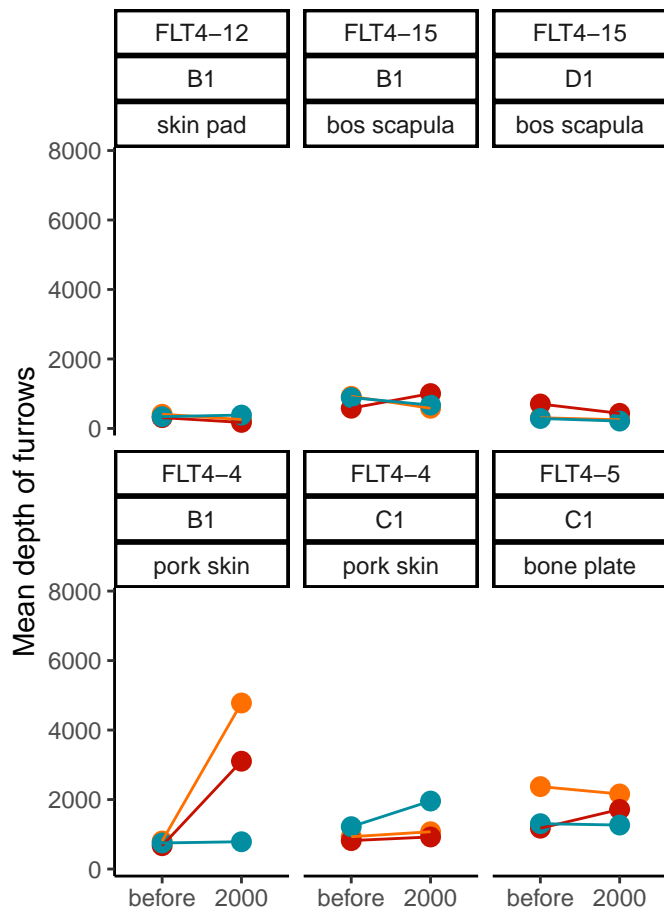 FLT4–12 FLT4–15 FLT4–15
B1 B1 D1
skin pad bos scapula bos scapula
8000
6000
4000
2000
0
FLT4–4 FLT4–4 FLT4–5
B1 C1 C1
pork skin pork skin bone plate
8000
6000
4000
2000
0
before 2000 before 2000 before 2000
Mean depth of furrows